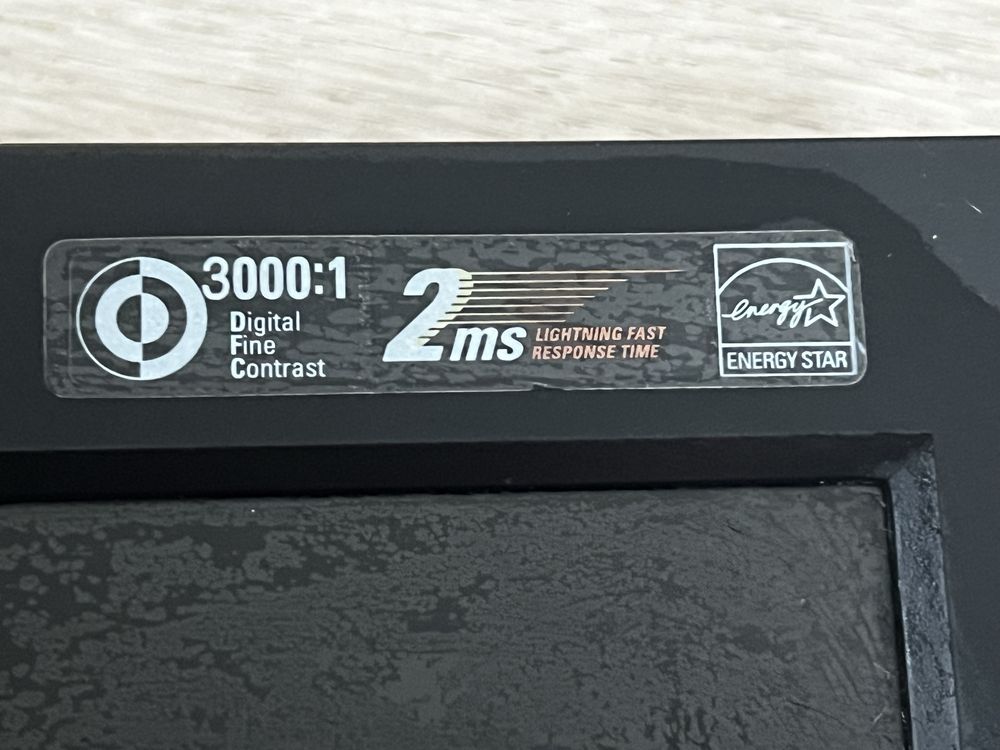 3000:1
Digital
Fine
Contrast
2ms
LIGHTNING FAST
RESPONSE TIME
energy
ENERGY STAR